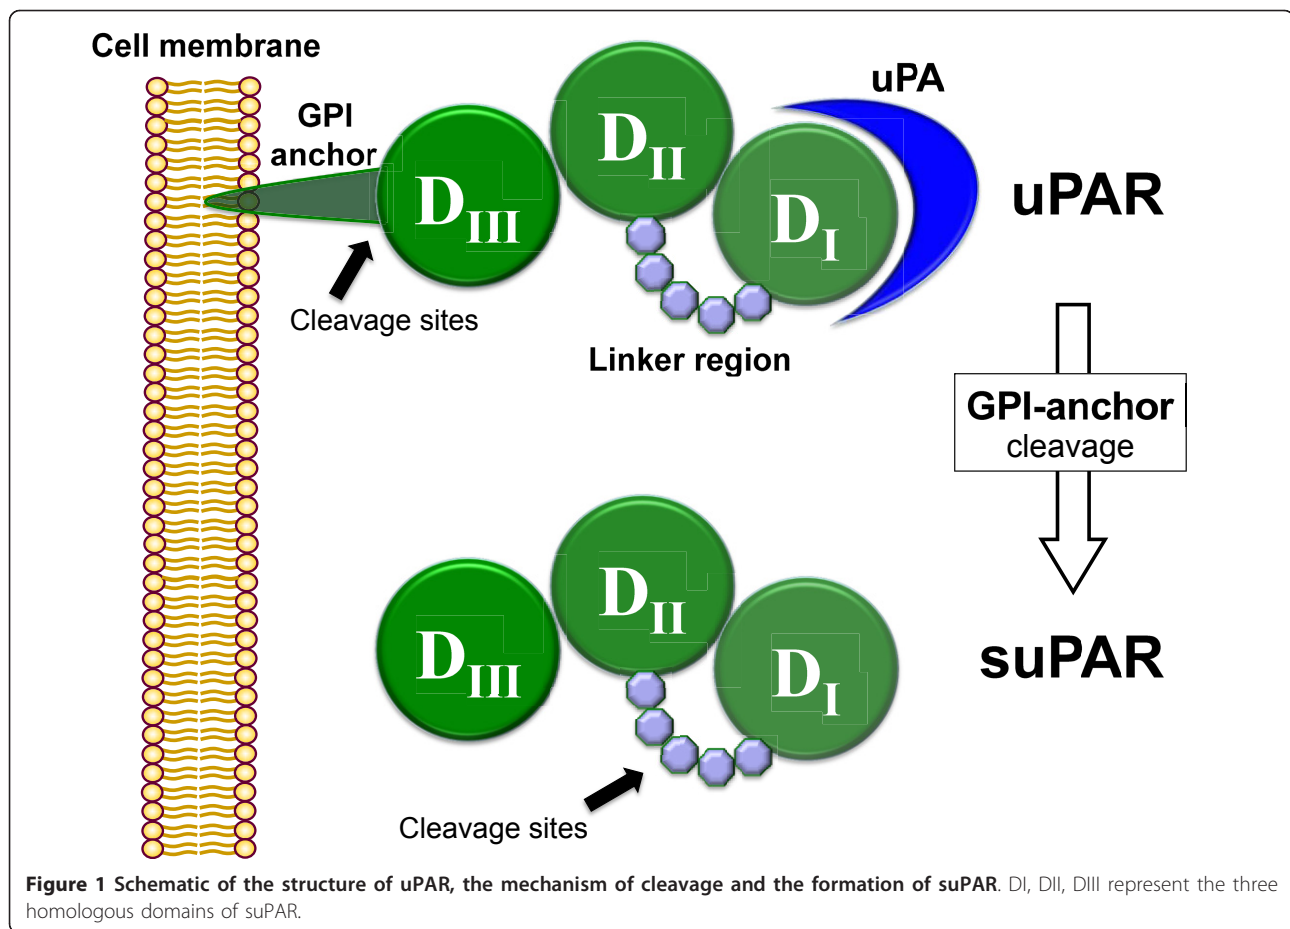 Cell membrane
GPI
anchor
uPA
DIII
DII
DI
uPAR
Cleavage sites
Linker region
GPI-anchor
cleavage
DIII
DII
DI
suPAR
Cleavage sites
Figure 1 Schematic of the structure of uPAR, the mechanism of cleavage and the formation of suPAR. DI, DII, DIII represent the three
homologous domains of suPAR.